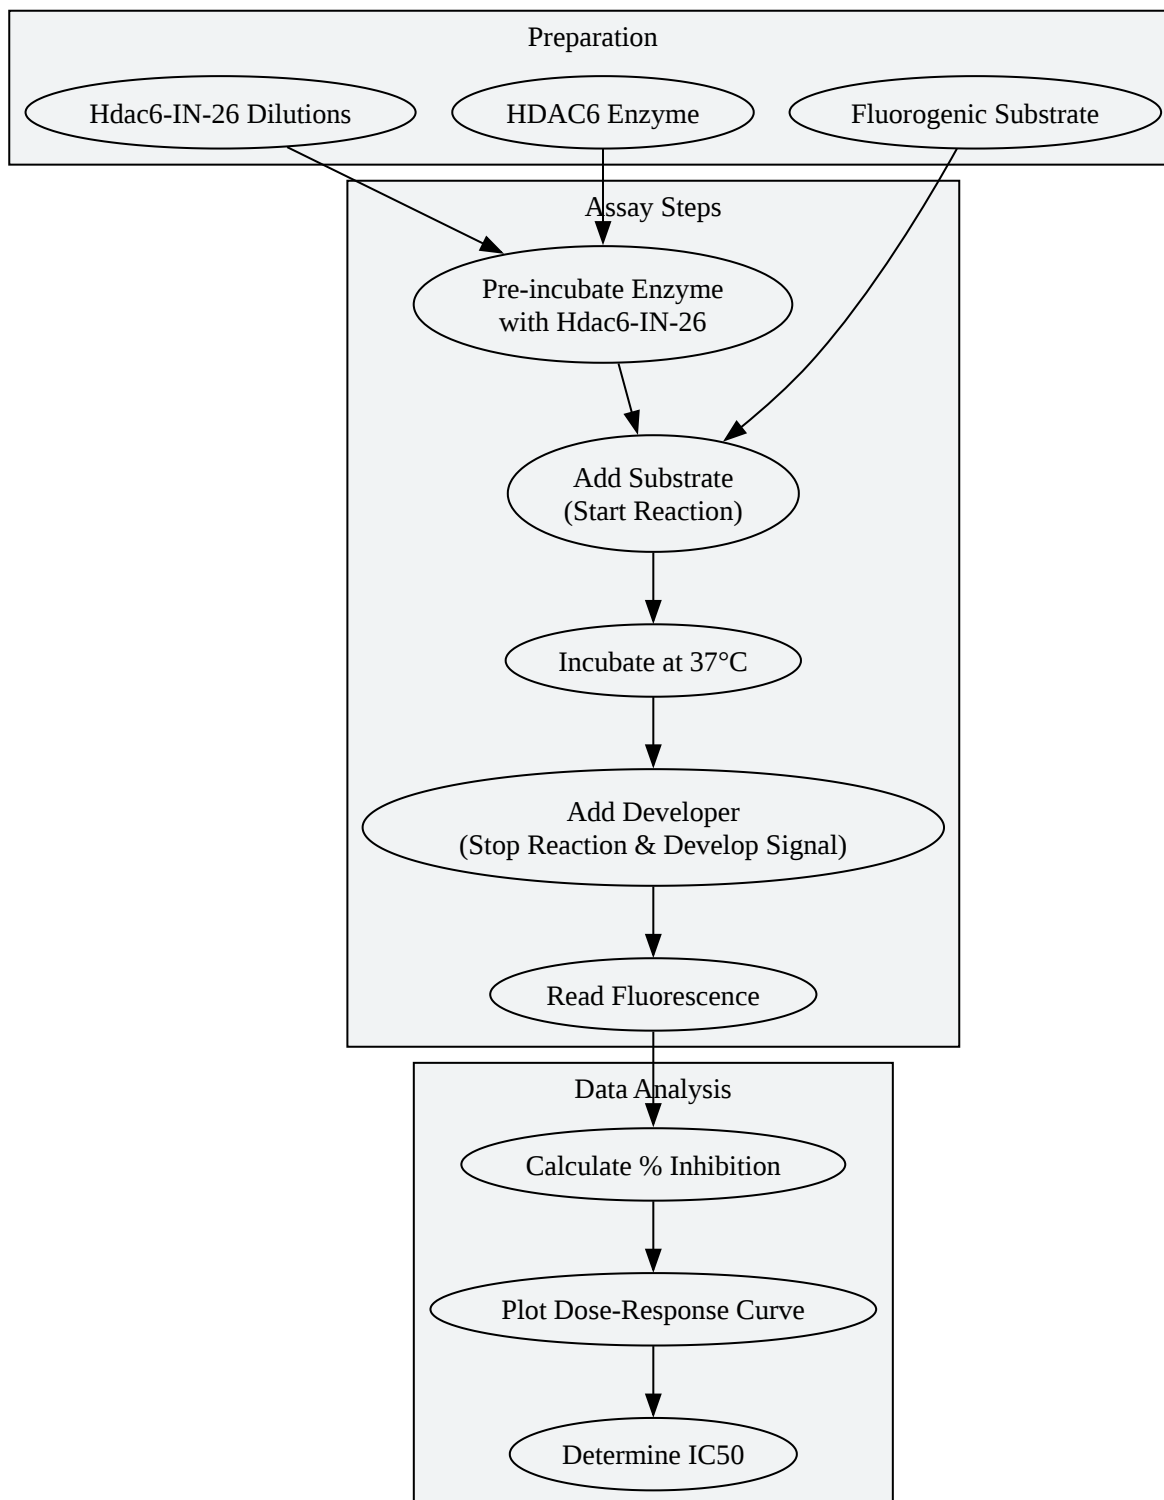 Preparation
Hdac6-IN-26 Dilutions
HDAC6 Enzyme
Fluorogenic Substrate
Assay Steps
Pre-incubate Enzyme
with Hdac6-IN-26
Add Substrate
(Start Reaction)
Incubate at 37°C
Add Developer
(Stop Reaction & Develop Signal)
Read Fluorescence
Data Analysis
Calculate % Inhibition
Plot Dose-Response Curve
Determine IC50